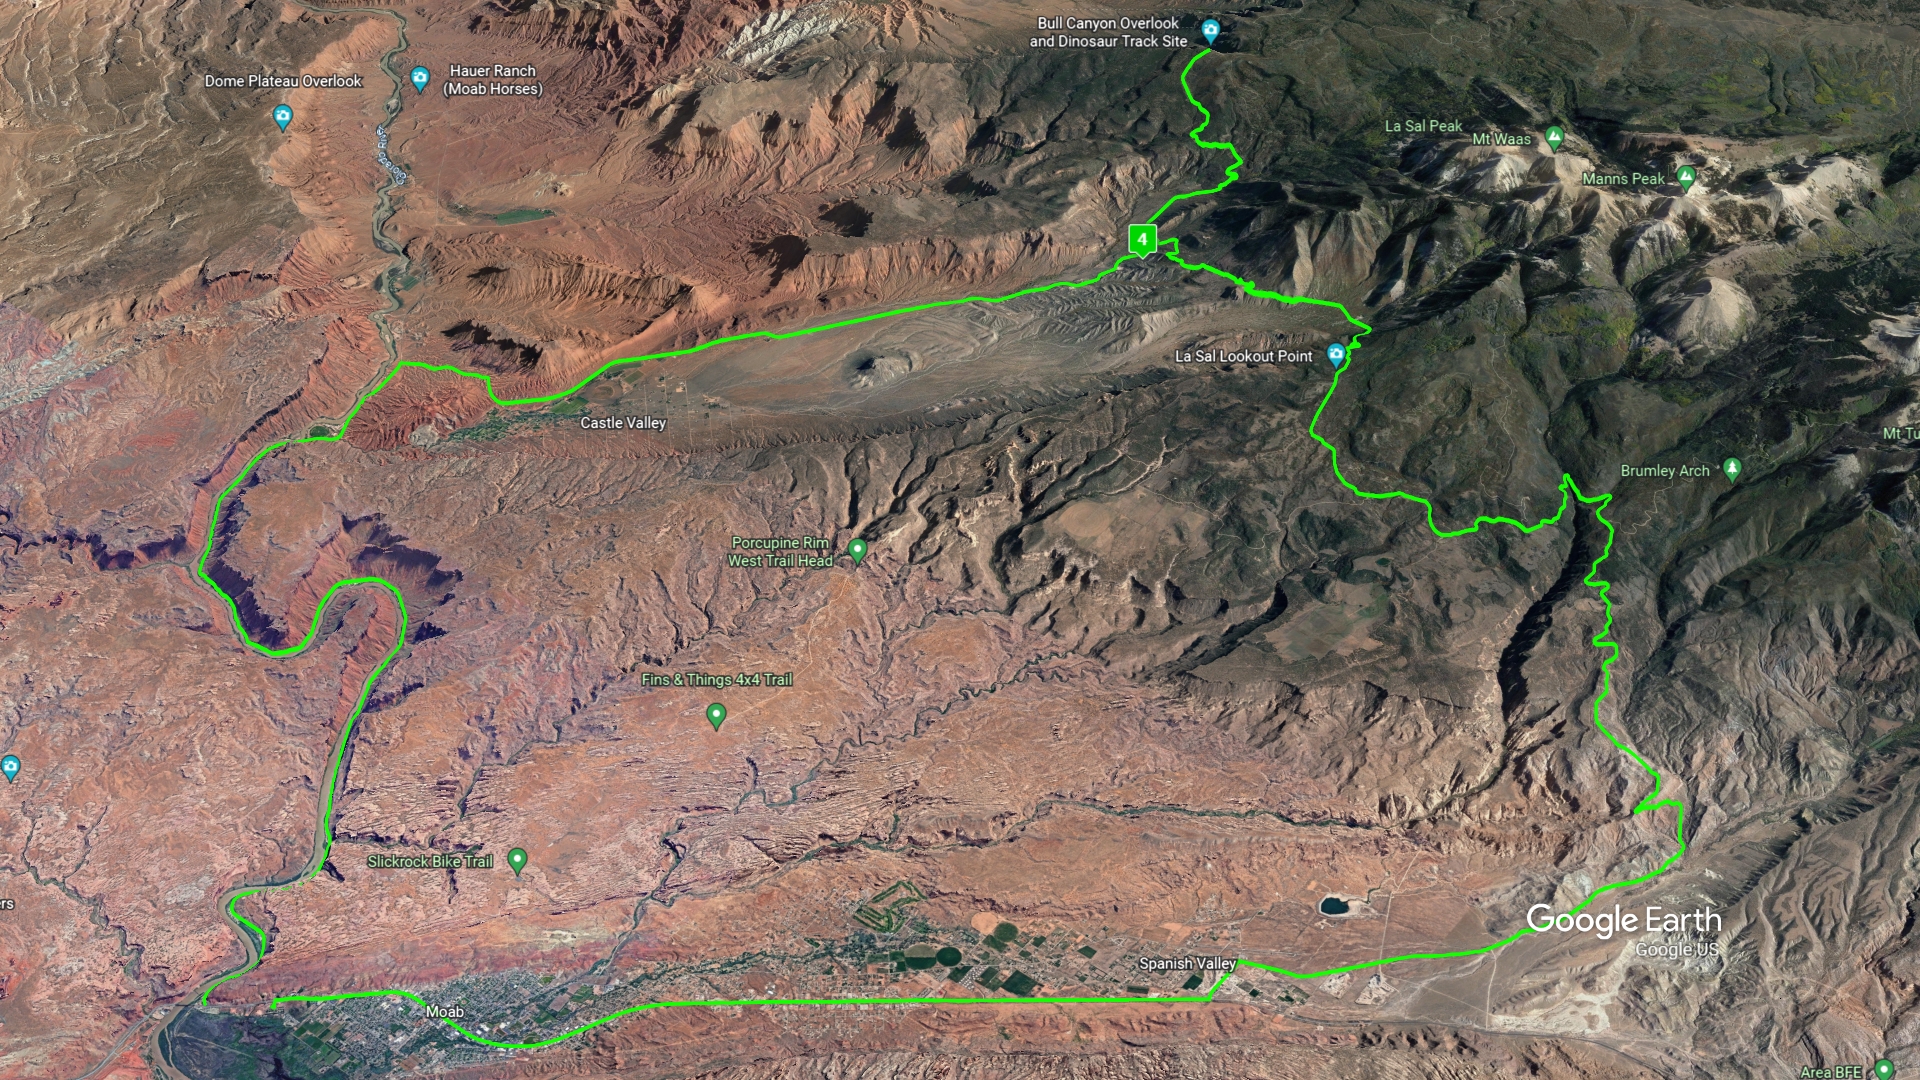 Bull Canyon Overlook
and Dinosaur Track Site
Dome Plateau Overlook
Hauer Ranch
(Moab Horses)
La Sal Peak
Mt Waas
Manns Peak
4
La Sal Lookout Point
Castle Valley
Mt Tu
Brumley Arch
Porcupine Rim
West Trail Head
Fins & Things 4x4 Trail
Slickrock Bike Trail
ers
Google Earth
Google US
Spanish Valley
Moab
Area BFE